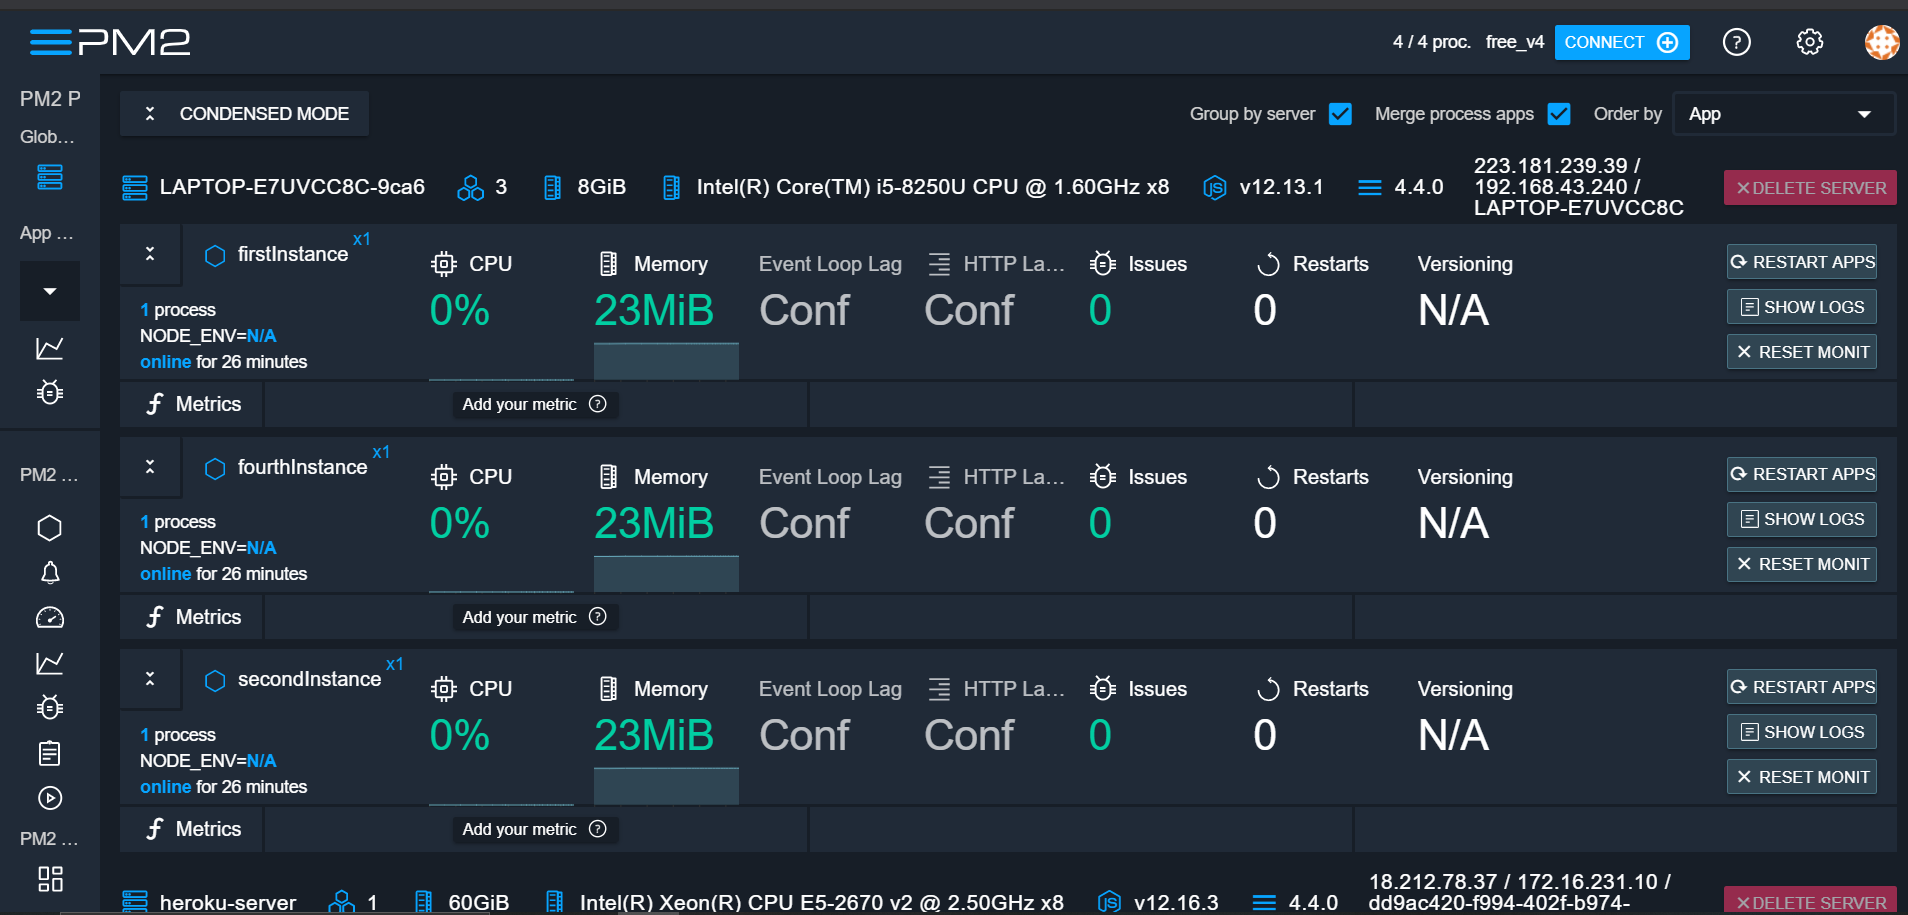 PM2
4 / 4 proc. free_v4 CONNECT
PM2 P
Glob...
App ...
PM2 ...
PM2 ...
CONDENSED MODE
Group by server Merge process apps Order by App
LAPTOP-E7UVCC8C-9ca6 3 8GiB Intel(R) Core(TM) i5-8250U CPU @ 1.60GHz x8 v12.13.1 4.4.0
223.181.239.39 /
192.168.43.240 /
LAPTOP-E7UVCC8C
DELETE SERVER
firstInstance x1
1 process
NODE_ENV=N/A
online for 26 minutes
CPU Memory Event Loop Lag HTTP La... Issues Restarts Versioning
0% 23MiB Conf Conf 0 0 N/A
RESTART APPS
SHOW LOGS
RESET MONIT
Metrics Add your metric ?
fourthInstance x1
1 process
NODE_ENV=N/A
online for 26 minutes
CPU Memory Event Loop Lag HTTP La... Issues Restarts Versioning
0% 23MiB Conf Conf 0 0 N/A
RESTART APPS
SHOW LOGS
RESET MONIT
Metrics Add your metric ?
secondInstance x1
1 process
NODE_ENV=N/A
online for 26 minutes
CPU Memory Event Loop Lag HTTP La... Issues Restarts Versioning
0% 23MiB Conf Conf 0 0 N/A
RESTART APPS
SHOW LOGS
RESET MONIT
Metrics Add your metric ?
heroku-server 1 60GiB Intel(R) Xeon(R) CPU E5-2670 v2 @ 2.50GHz x8 v12.16.3 4.4.0
18.212.78.37 / 172.16.231.10 /
dd9ac420-f994-402f-b974-
DELETE SERVER